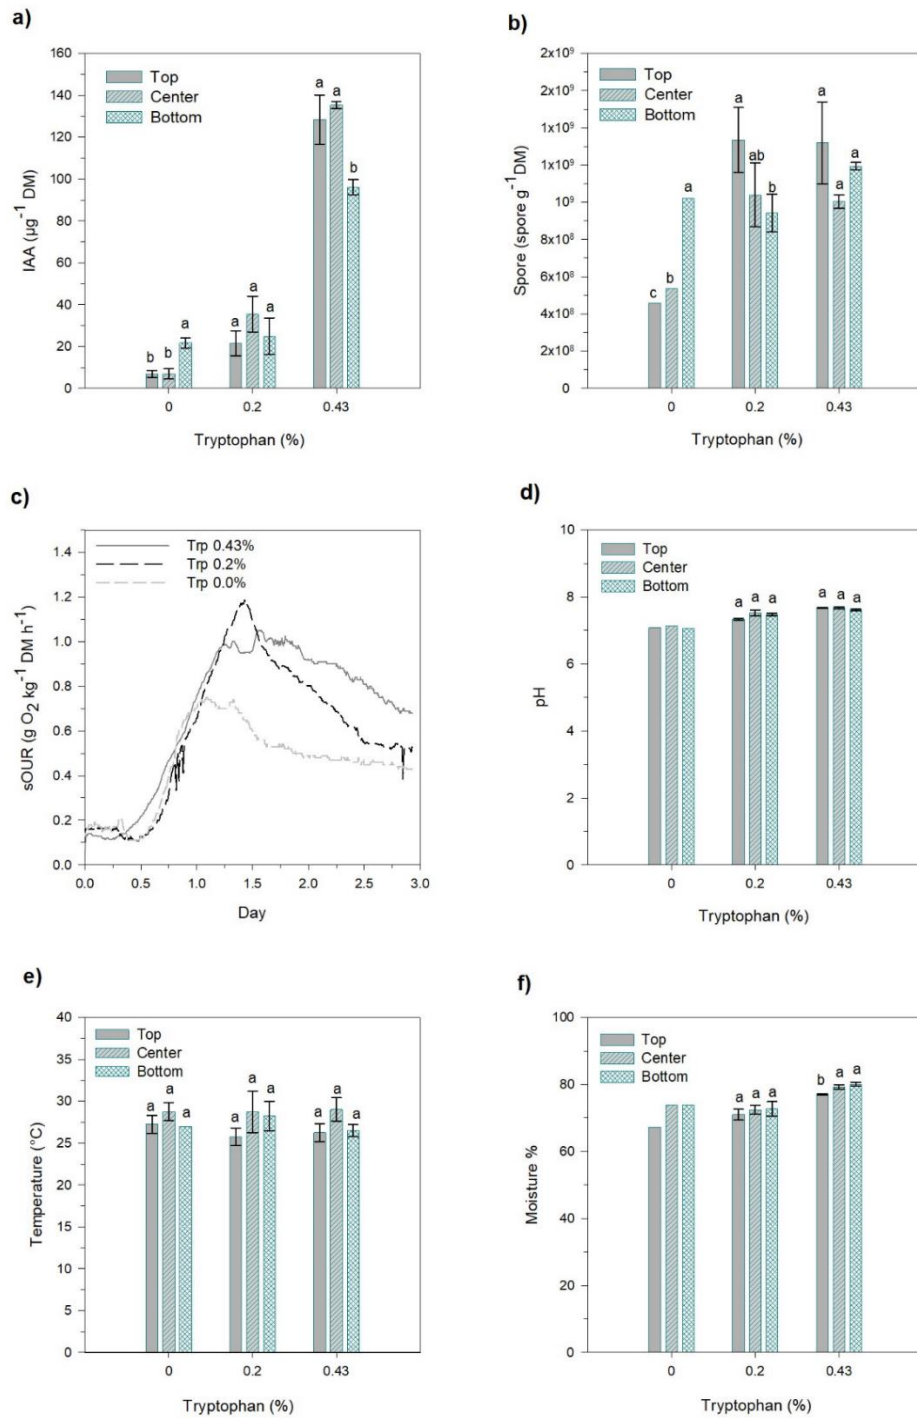 a)
160
140
120
100
80
60
40
20
0
IAA (µg⁻¹ DM)
Top
Center
Bottom
b b a
a a a
a a b
0 0.2 0.43
Tryptophan (%)
b)
2x10⁹
2x10⁹
1x10⁹
1x10⁹
10⁹
8x10⁸
6x10⁸
4x10⁸
2x10⁸
0
Spore (spore g⁻¹DM)
Top
Center
Bottom
c b a
a ab b
a a a
0 0.2 0.43
Tryptophan (%)
c)
1.4
1.2
1.0
0.8
0.6
0.4
0.2
0.0
sOUR (g O₂ kg⁻¹ DM h⁻¹)
Trp 0.43%
Trp 0.2%
Trp 0.0%
0.0 0.5 1.0 1.5 2.0 2.5 3.0
Day
d)
10
8
6
4
2
0
pH
Top
Center
Bottom
a a a
a a a
0 0.2 0.43
Tryptophan (%)
e)
40
35
30
25
20
15
10
5
0
Temperature (°C)
Top
Center
Bottom
a a a
a a a
a a a
0 0.2 0.43
Tryptophan (%)
f)
100
80
60
40
20
0
Moisture %
Top
Center
Bottom
a a a
b a a
0 0.2 0.43
Tryptophan (%)